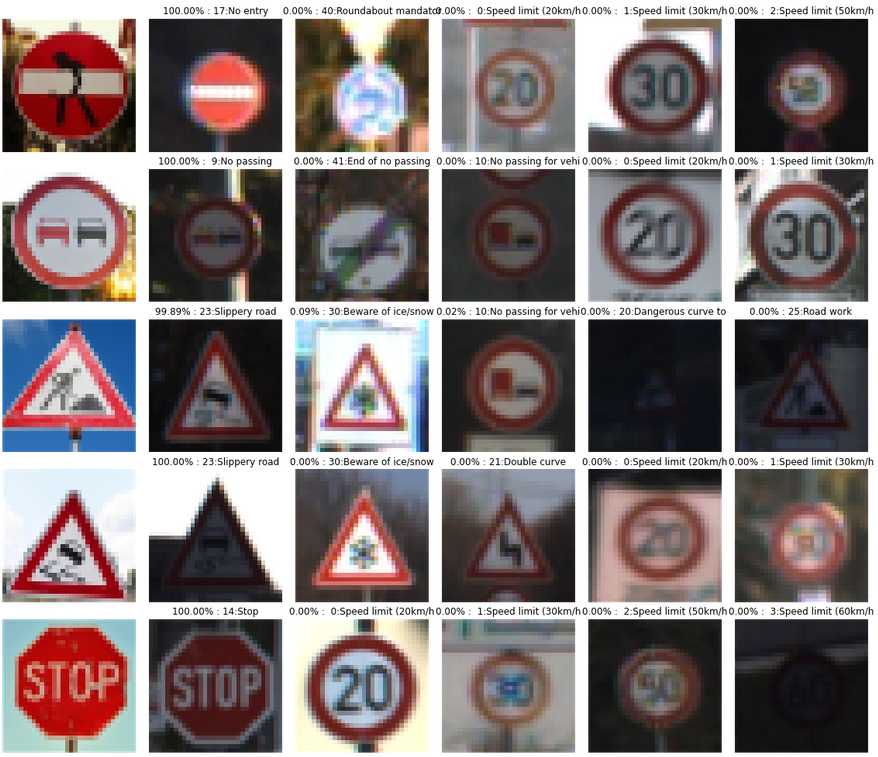 100.00% : 17:No entry
0.00% : 40:Roundabout mandator
0.00% :  0:Speed limit (20km/h
0.00% :  1:Speed limit (30km/h
0.00% :  2:Speed limit (50km/h
20
30
50
100.00% :  9:No passing
0.00% : 41:End of no passing
0.00% : 10:No passing for vehi
0.00% :  0:Speed limit (20km/h
0.00% :  1:Speed limit (30km/h
20
30
99.89% : 23:Slippery road
0.09% : 30:Beware of ice/snow
0.02% : 10:No passing for vehi
0.00% : 20:Dangerous curve to
0.00% : 25:Road work
100.00% : 23:Slippery road
0.00% : 30:Beware of ice/snow
0.00% : 21:Double curve
0.00% :  0:Speed limit (20km/h
0.00% :  1:Speed limit (30km/h
20
100.00% : 14:Stop
0.00% :  0:Speed limit (20km/h
0.00% :  1:Speed limit (30km/h
0.00% :  2:Speed limit (50km/h
0.00% :  3:Speed limit (60km/h
STOP
STOP
20
30
50
60